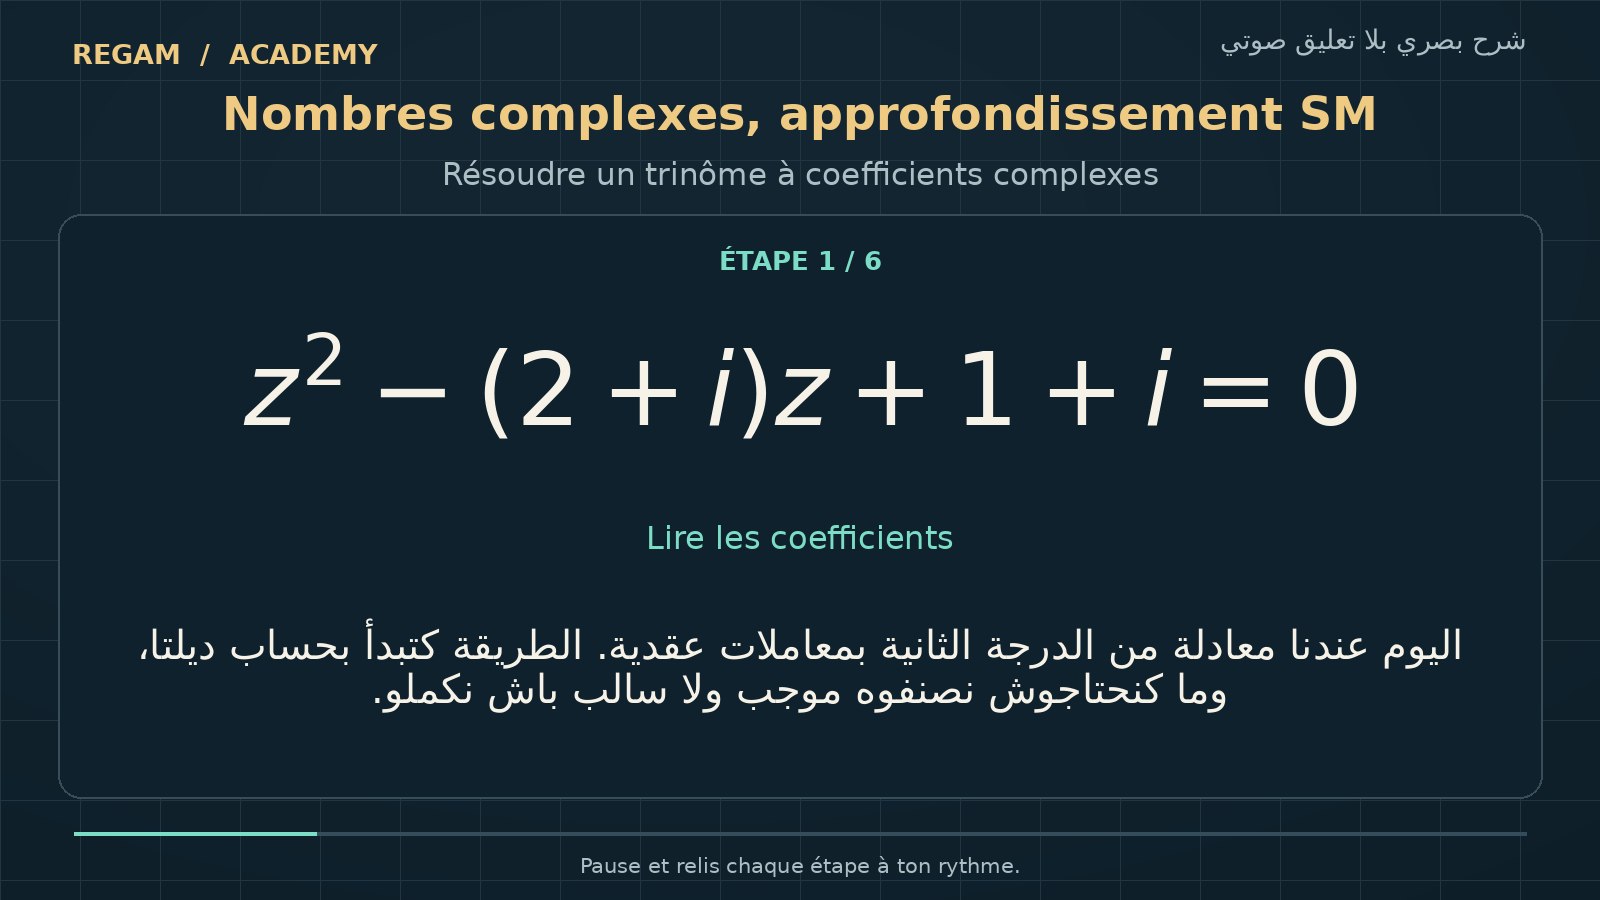 REGAM / ACADEMY
شرح بصري بلا تعليق صوتي
Nombres complexes, approfondissement SM
Résoudre un trinôme à coefficients complexes
ÉTAPE 1 / 6
z² − (2 + i)z + 1 + i = 0
Lire les coefficients
اليوم عندنا معادلة من الدرجة الثانية بمعاملات عقدية. الطريقة كتبدأ بحساب ديلتا،
وما كنحتاجوش نصنفوه موجب ولا سالب باش نكملو.
Pause et relis chaque étape à ton rythme.